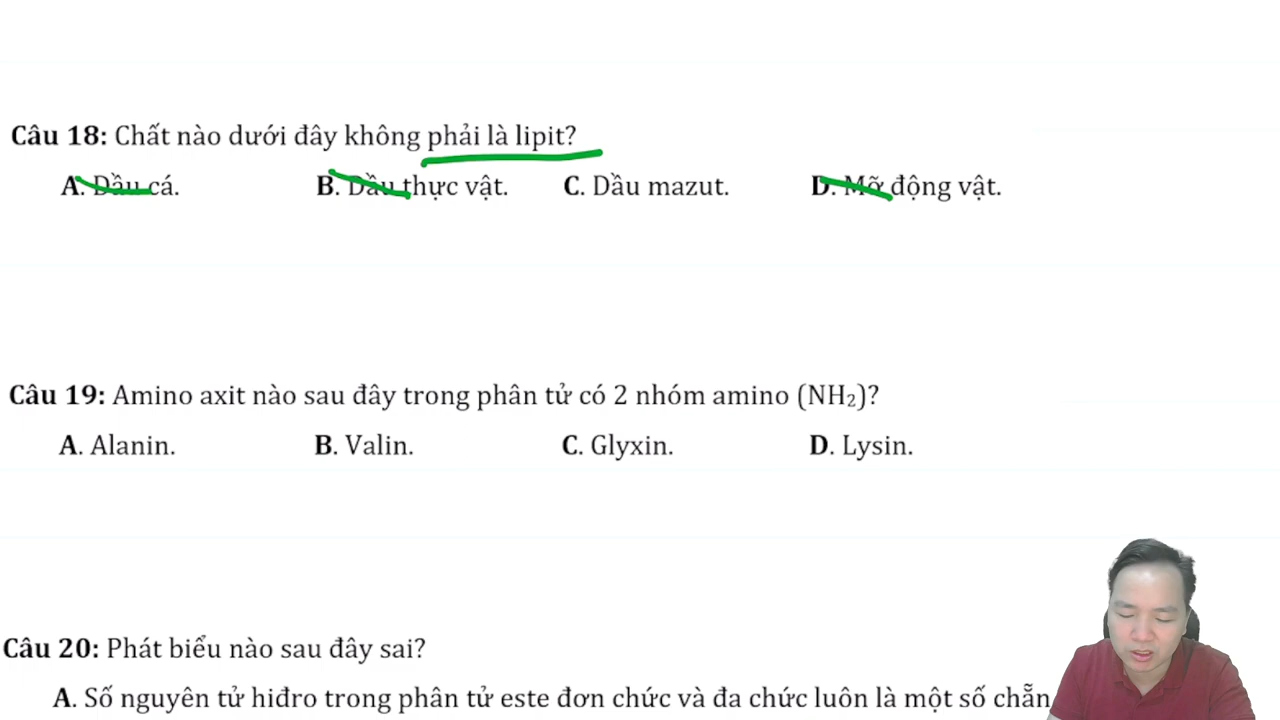 Câu 18: Chất nào dưới đây không phải là lipit?
A. Dầu cá. B. Dầu thực vật. C. Dầu mazut. D. Mỡ động vật.
Câu 19: Amino axit nào sau đây trong phân tử có 2 nhóm amino (NH₂)?
A. Alanin. B. Valin. C. Glyxin. D. Lysin.
Câu 20: Phát biểu nào sau đây sai?
A. Số nguyên tử hiđro trong phân tử este đơn chức và đa chức luôn là một số chẵn